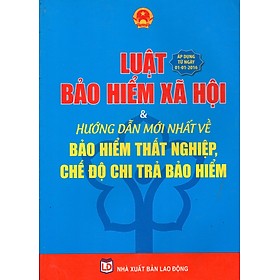 LUẬT
ÁP DỤNG
TỪ NGÀY
01-01-2016
BẢO HIỂM XÃ HỘI
&
HƯỚNG DẪN MỚI NHẤT VỀ
BẢO HIỂM THẤT NGHIỆP,
CHẾ ĐỘ CHI TRẢ BẢO HIỂM
LĐ
NHÀ XUẤT BẢN LAO ĐỘNG